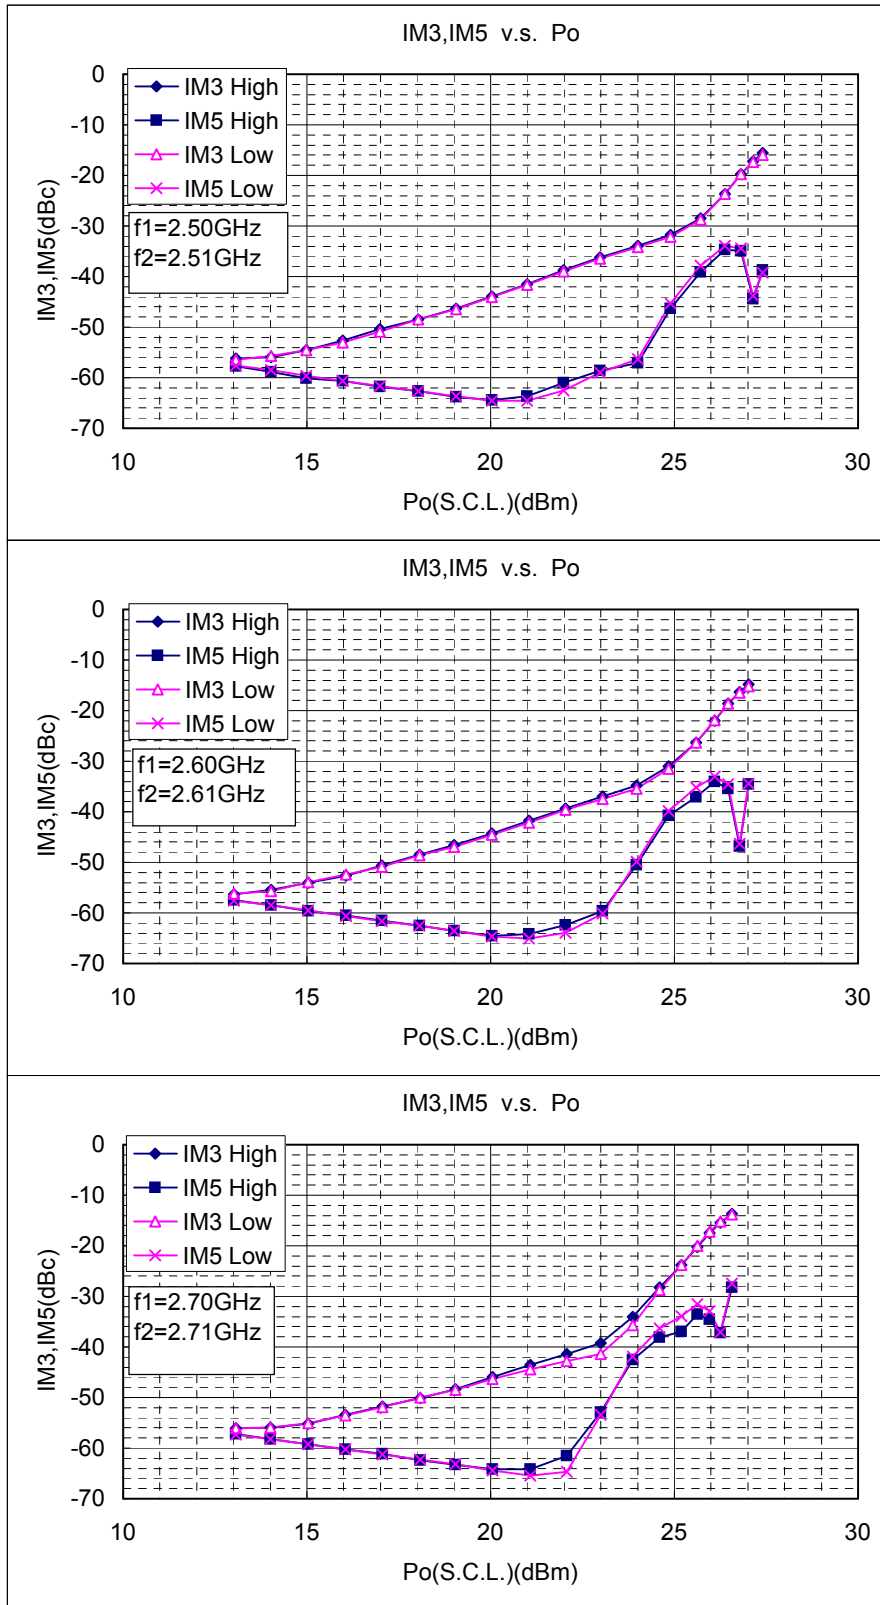 IM3,IM5 v.s. Po
IM3,IM5(dBc)
0
-10
-20
-30
-40
-50
-60
-70
IM3 High
IM5 High
IM3 Low
IM5 Low
f1=2.50GHz
f2=2.51GHz
10 15 20 25 30
Po(S.C.L.)(dBm)
IM3,IM5 v.s. Po
IM3,IM5(dBc)
0
-10
-20
-30
-40
-50
-60
-70
IM3 High
IM5 High
IM3 Low
IM5 Low
f1=2.60GHz
f2=2.61GHz
10 15 20 25 30
Po(S.C.L.)(dBm)
IM3,IM5 v.s. Po
IM3,IM5(dBc)
0
-10
-20
-30
-40
-50
-60
-70
IM3 High
IM5 High
IM3 Low
IM5 Low
f1=2.70GHz
f2=2.71GHz
10 15 20 25 30
Po(S.C.L.)(dBm)